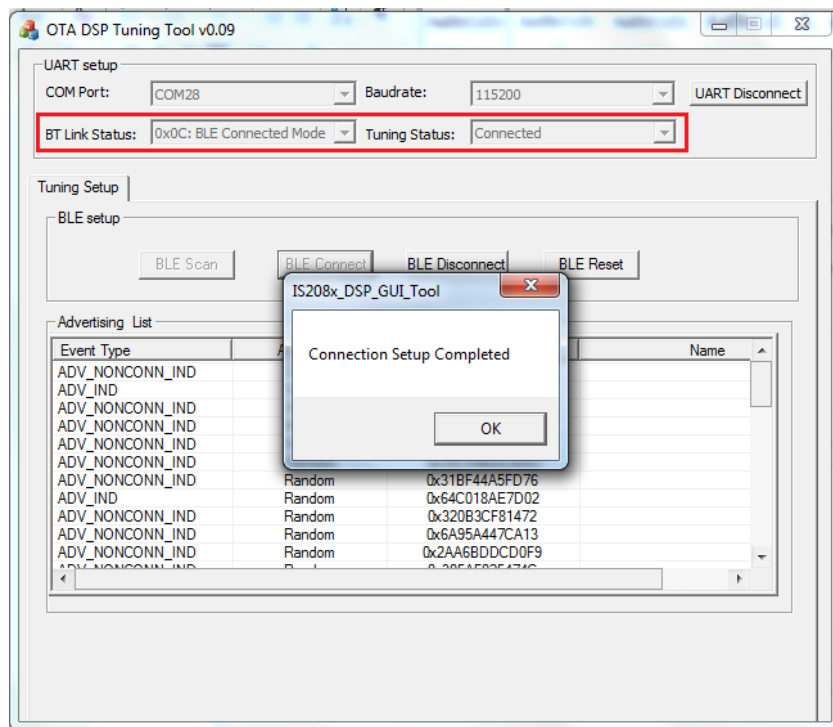 OTA DSP Tuning Tool v0.09
UART setup
COM Port: COM28 Baudrate: 115200 UART Disconnect
BT Link Status: 0x0C: BLE Connected Mode Tuning Status: Connected
Tuning Setup
BLE setup
BLE Scan BLE Connect BLE Disconnect BLE Reset
IS208x_DSP_GUI_Tool
Connection Setup Completed
OK
Advertising List
Event Type Name
ADV_NONCONN_IND
ADV_IND
ADV_NONCONN_IND
ADV_NONCONN_IND
ADV_NONCONN_IND
ADV_NONCONN_IND
ADV_NONCONN_IND Random 0x31BF44A5FD76
ADV_IND Random 0x64C018AE7D02
ADV_NONCONN_IND Random 0x320B3CF81472
ADV_NONCONN_IND Random 0x6A95A447CA13
ADV_NONCONN_IND Random 0x2AA6BDDCD0F9
ADV_NONCONN_IND